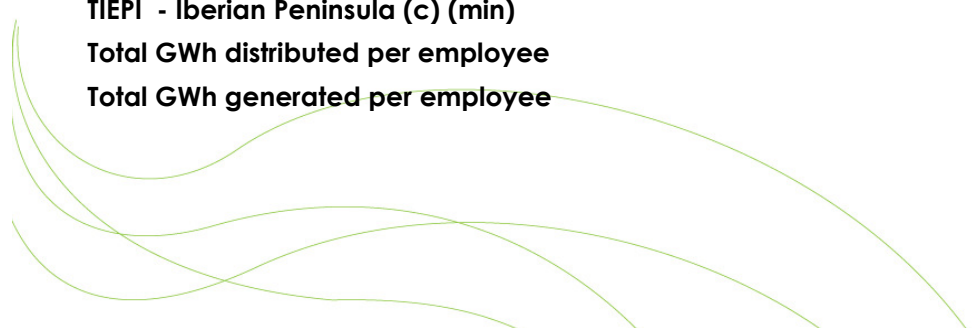 TIEPI - Iberian Peninsula (c) (min)
Total GWh distributed per employee
Total GWh generated per employee